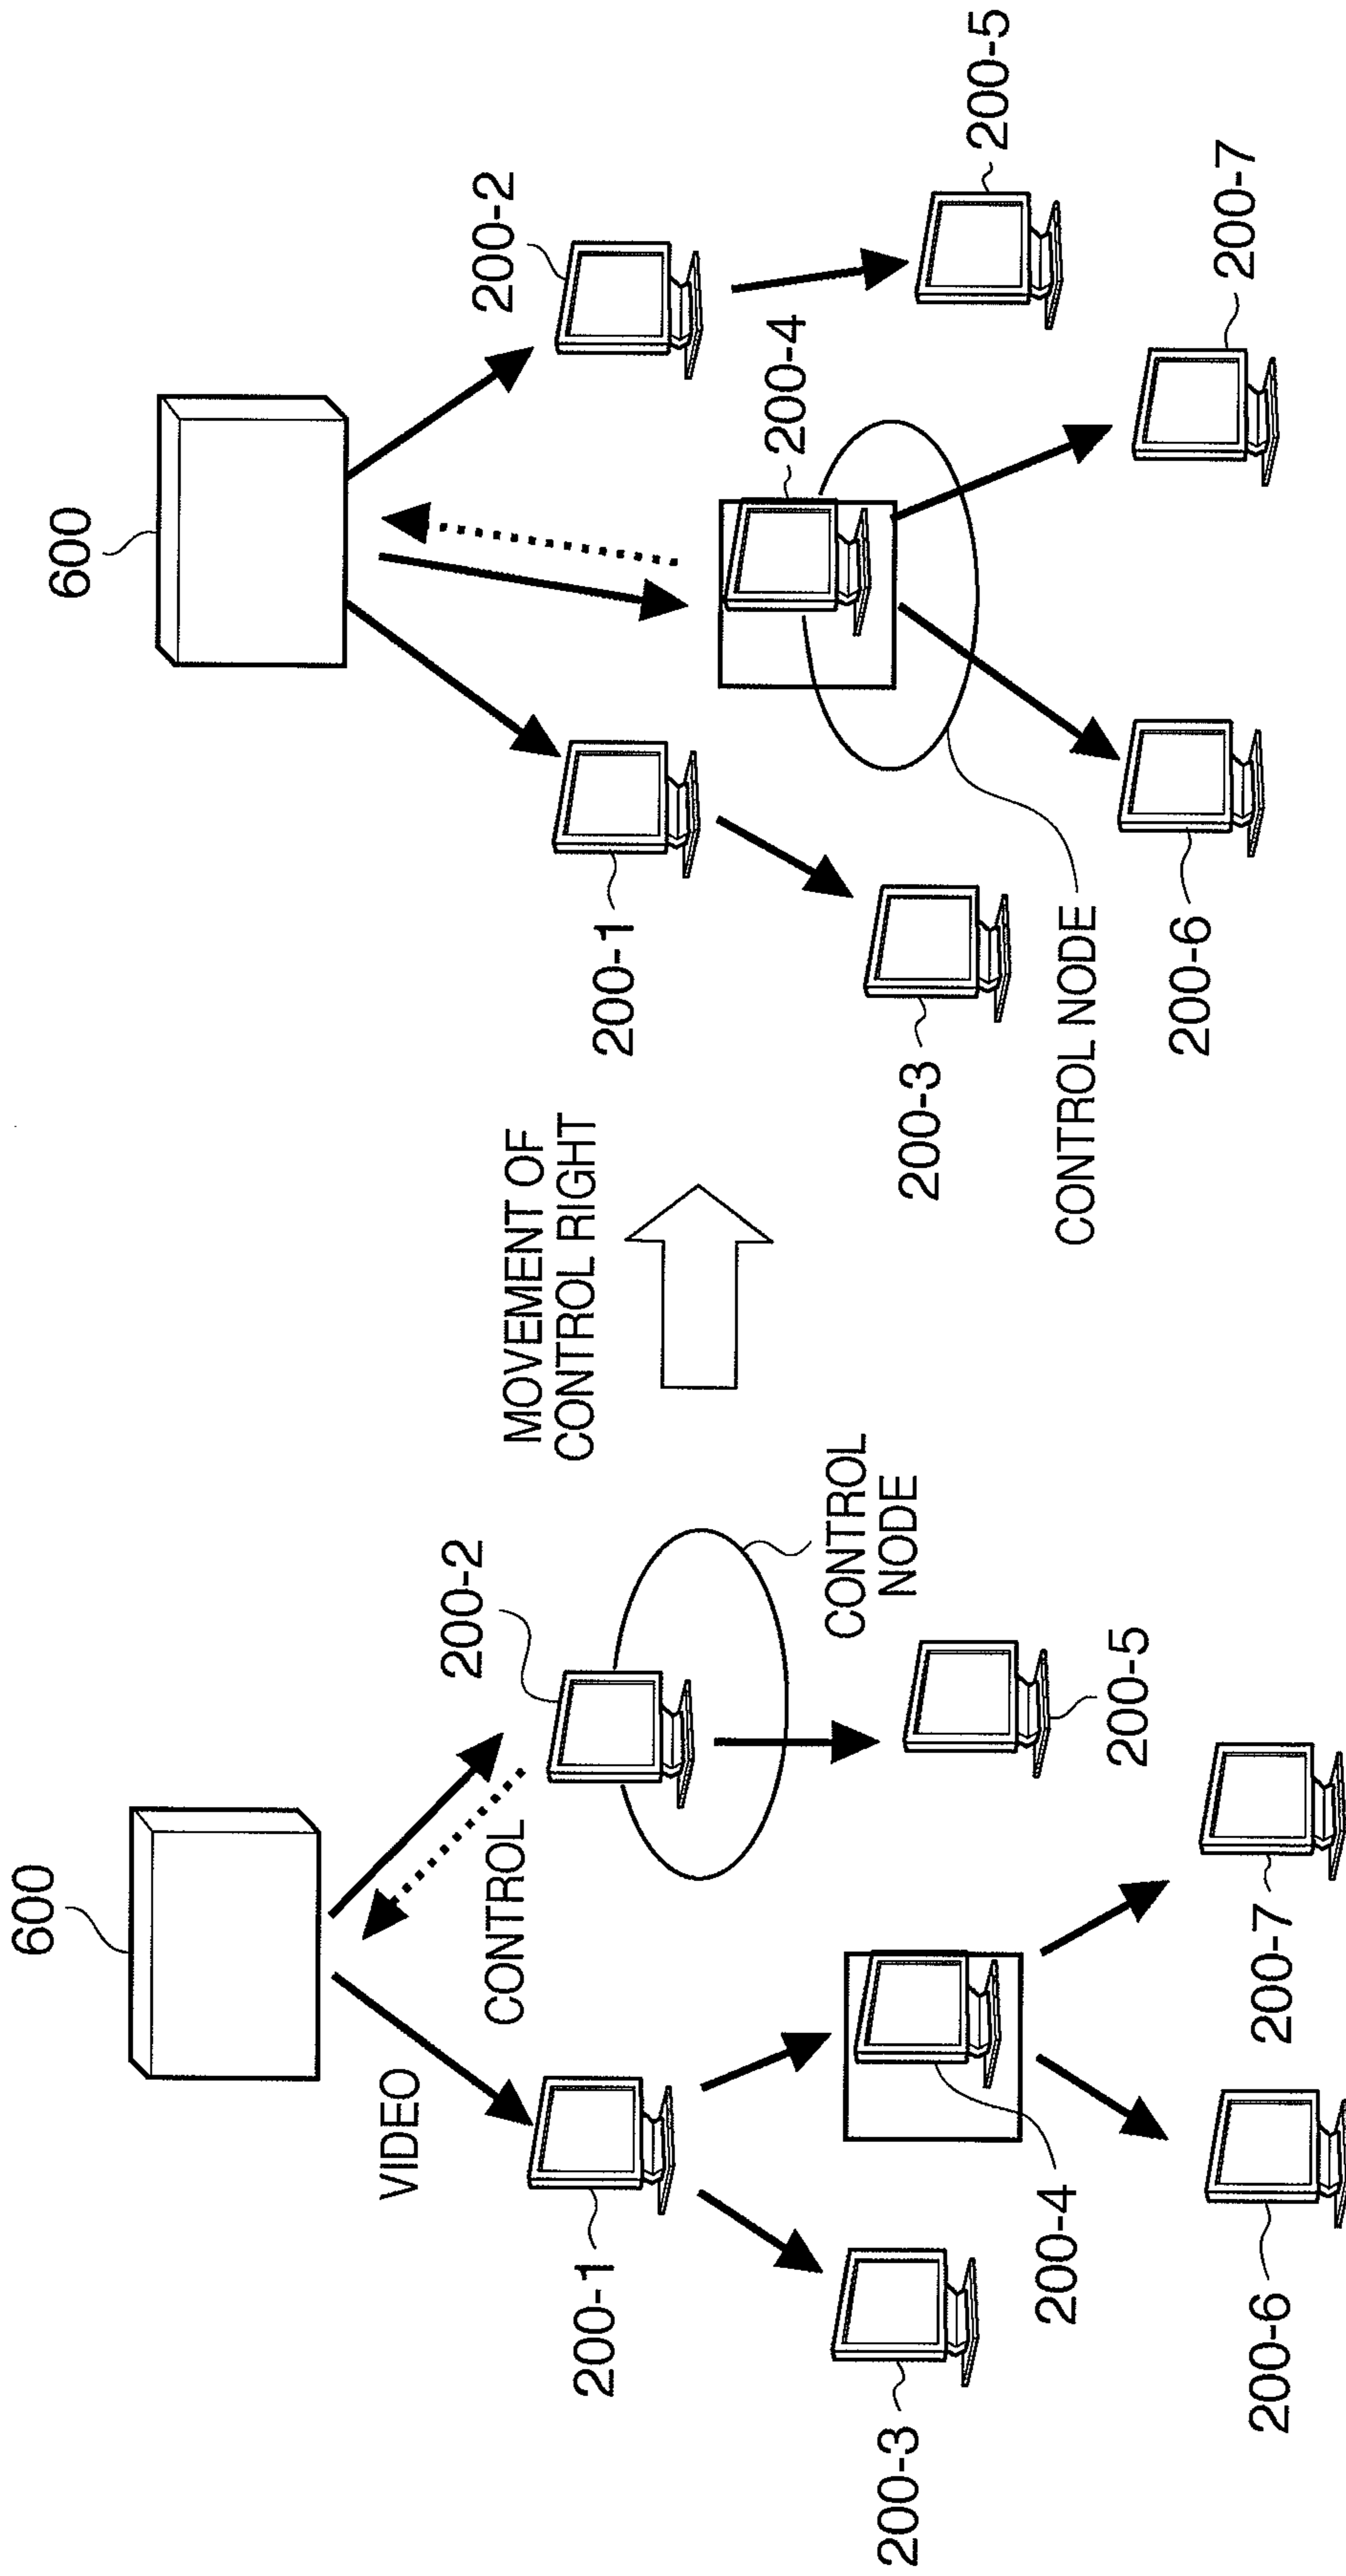 600
VIDEO
CONTROL
200-1
200-2
CONTROL
NODE
200-3
200-4
200-5
200-6
200-7
MOVEMENT OF
CONTROL RIGHT
600
200-1
200-2
200-3
200-4
200-5
CONTROL NODE
200-6
200-7